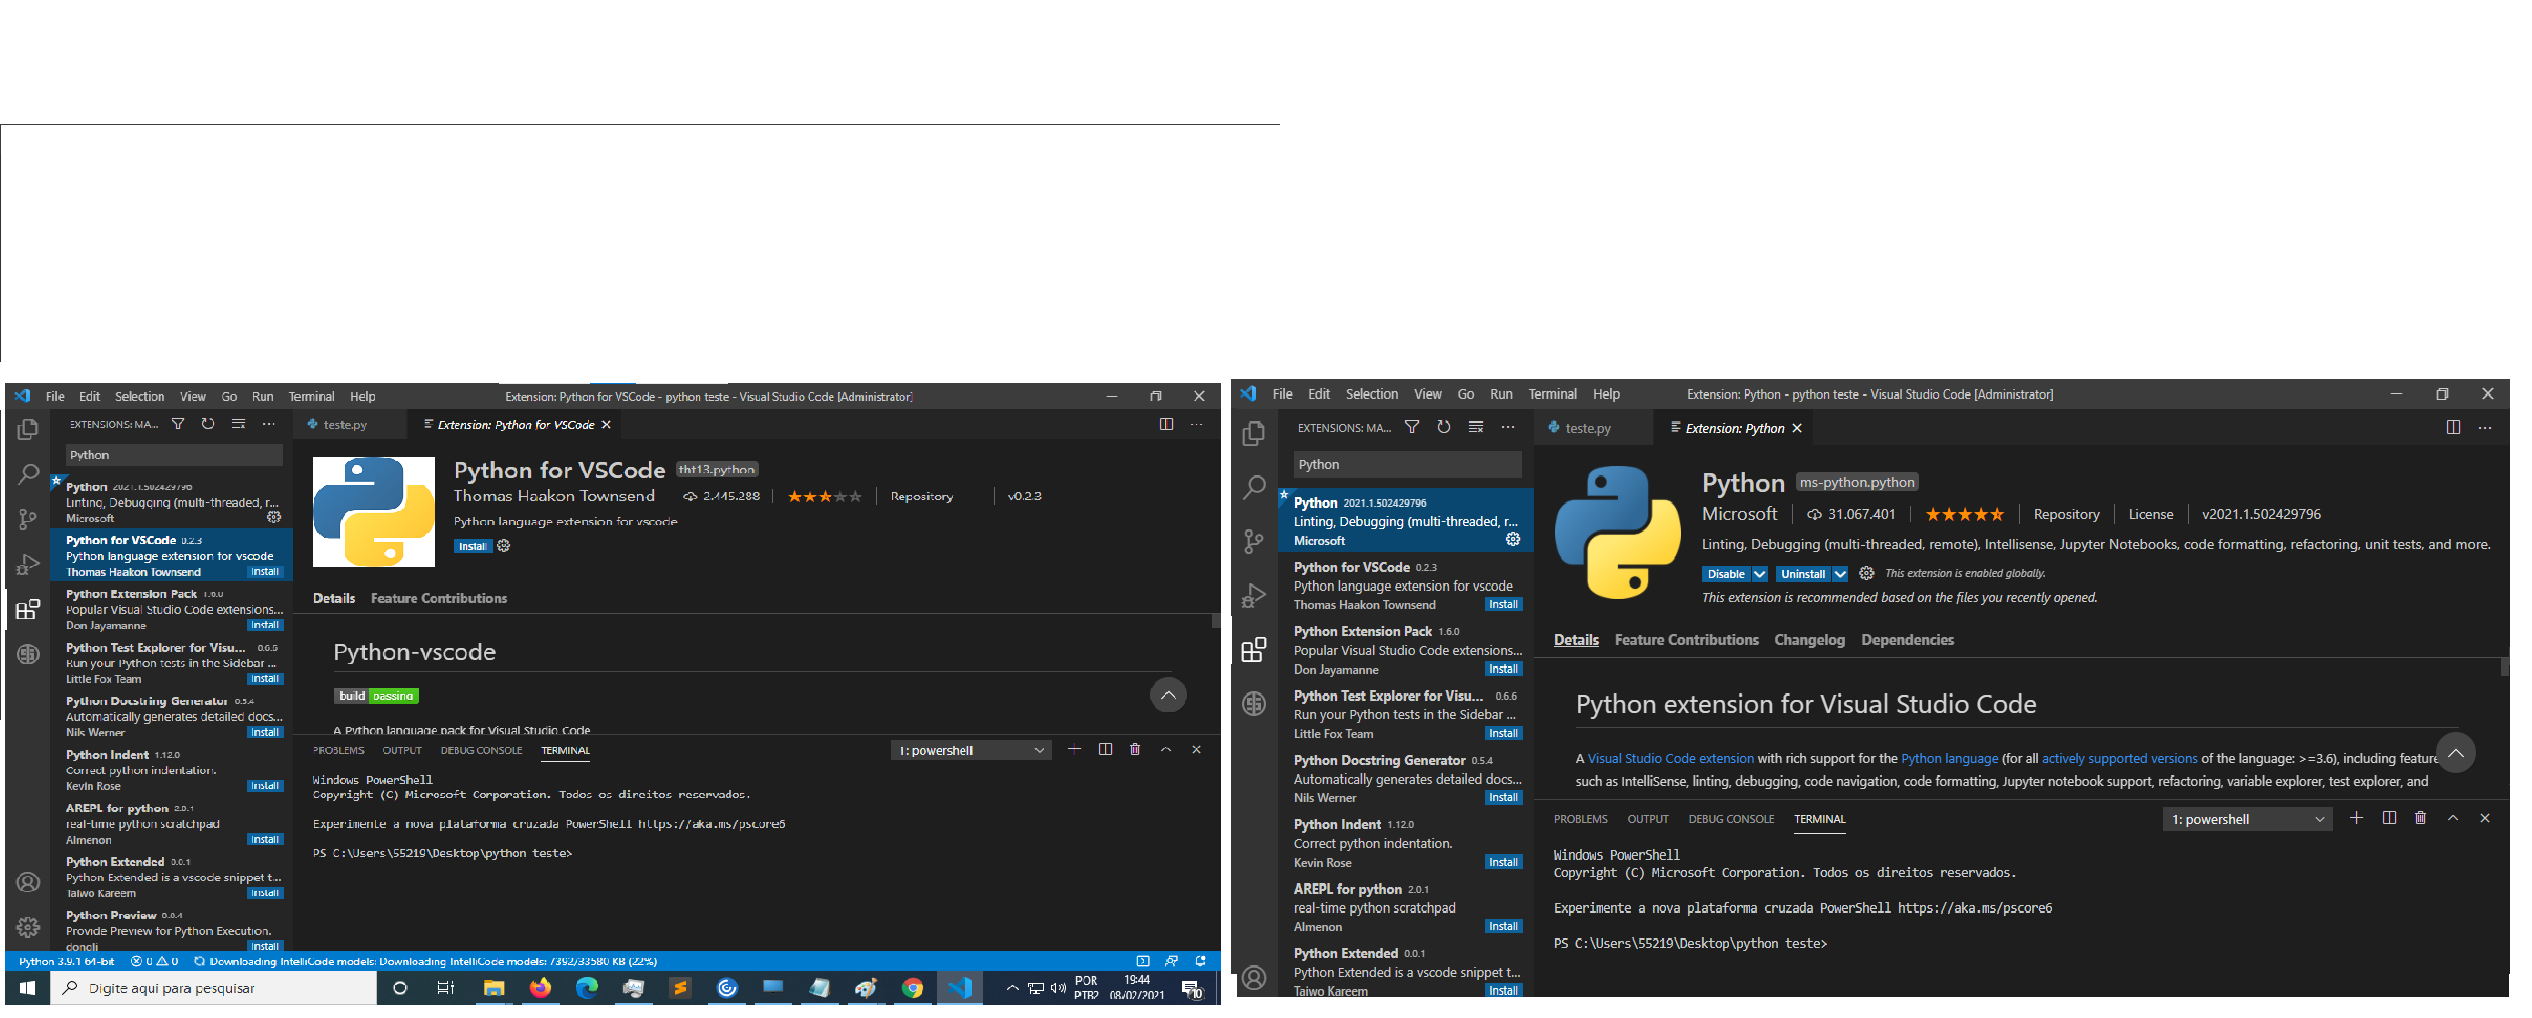 File Edit Selection View Go Run Terminal Help
Extension: Python for VSCode - python teste - Visual Studio Code [Administrator]
EXTENSIONS: MA...
teste.py
Extension: Python for VSCode
Python
Python 2021.1.502429796
Linting, Debugging (multi-threaded, r...
Microsoft
Python for VSCode 0.2.3
Python language extension for vscode
Thomas Haakon Townsend Install
Python Extension Pack 1.6.0
Popular Visual Studio Code extensions...
Don Jayamanne Install
Python Test Explorer for Visu... 0.6.6
Run your Python tests in the Sidebar ...
Little Fox Team Install
Python Docstring Generator 0.5.4
Automatically generates detailed docs...
Nils Werner Install
Python Indent 1.12.0
Correct python indentation.
Kevin Rose Install
AREPL for python 2.0.1
real-time python scratchpad
Almenon Install
Python Extended 0.0.1
Python Extended is a vscode snippet t...
Taiwo Kareem Install
Python Preview 0.0.4
Provide Preview for Python Execution.
dongli Install
Python for VSCode tht13.python
Thomas Haakon Townsend 2.445.288 Repository v0.2.3
Python language extension for vscode
Install
Details Feature Contributions
Python-vscode
build passing
A Python language pack for Visual Studio Code
PROBLEMS OUTPUT DEBUG CONSOLE TERMINAL 1: powershell
Windows PowerShell
Copyright (C) Microsoft Corporation. Todos os direitos reservados.
Experimente a nova plataforma cruzada PowerShell https://aka.ms/pscore6
PS C:\Users\55219\Desktop\python teste>
Python 3.9.1 64-bit 0 0 Downloading IntelliCode models: Downloading IntelliCode models: 7392/33580 KB (22%)
Digite aqui para pesquisar
POR
PTB2
19:44
08/02/2021
10
File Edit Selection View Go Run Terminal Help
Extension: Python - python teste - Visual Studio Code [Administrator]
EXTENSIONS: MA...
teste.py
Extension: Python
Python
Python 2021.1.502429796
Linting, Debugging (multi-threaded, r...
Microsoft
Python for VSCode 0.2.3
Python language extension for vscode
Thomas Haakon Townsend Install
Python Extension Pack 1.6.0
Popular Visual Studio Code extensions...
Don Jayamanne Install
Python Test Explorer for Visu... 0.6.6
Run your Python tests in the Sidebar ...
Little Fox Team Install
Python Docstring Generator 0.5.4
Automatically generates detailed docs...
Nils Werner Install
Python Indent 1.12.0
Correct python indentation.
Kevin Rose Install
AREPL for python 2.0.1
real-time python scratchpad
Almenon Install
Python Extended 0.0.1
Python Extended is a vscode snippet t...
Taiwo Kareem Install
Python ms-python.python
Microsoft 31.067.401 Repository License v2021.1.502429796
Linting, Debugging (multi-threaded, remote), Intellisense, Jupyter Notebooks, code formatting, refactoring, unit tests, and more.
Disable Uninstall This extension is enabled globally.
This extension is recommended based on the files you recently opened.
Details Feature Contributions Changelog Dependencies
Python extension for Visual Studio Code
A Visual Studio Code extension with rich support for the Python language (for all actively supported versions of the language: >=3.6), including feature
such as IntelliSense, linting, debugging, code navigation, code formatting, Jupyter notebook support, refactoring, variable explorer, test explorer, and
PROBLEMS OUTPUT DEBUG CONSOLE TERMINAL 1: powershell
Windows PowerShell
Copyright (C) Microsoft Corporation. Todos os direitos reservados.
Experimente a nova plataforma cruzada PowerShell https://aka.ms/pscore6
PS C:\Users\55219\Desktop\python teste>